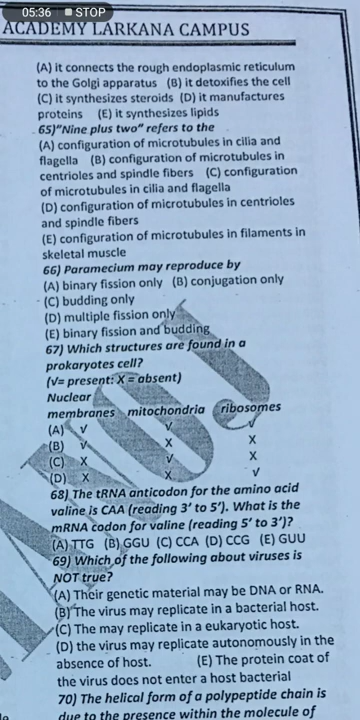 05:36 STOP
ACADEMY LARKANA CAMPUS
(A) it connects the rough endoplasmic reticulum
to the Golgi apparatus (B) it detoxifies the cell
(C) it synthesizes steroids (D) it manufactures
proteins (E) it synthesizes lipids
65)"Nine plus two" refers to the
(A) configuration of microtubules in cilia and
flagella (B) configuration of microtubules in
centrioles and spindle fibers (C) configuration
of microtubules in cilia and flagella
(D) configuration of microtubules in centrioles
and spindle fibers
(E) configuration of microtubules in filaments in
skeletal muscle
66) Paramecium may reproduce by
(A) binary fission only (B) conjugation only
(C) budding only
(D) multiple fission only
(E) binary fission and budding
67) Which structures are found in a
prokaryotes cell?
(√= present: X = absent)
Nuclear
membranes mitochondria ribosomes
(A) √ √ √
(B) √ X X
(C) X √ X
(D) X X √
68) The tRNA anticodon for the amino acid
valine is CAA (reading 3' to 5'). What is the
mRNA codon for valine (reading 5' to 3')?
(A) TTG (B) GGU (C) CCA (D) CCG (E) GUU
69) Which of the following about viruses is
NOT true?
(A) Their genetic material may be DNA or RNA.
(B) The virus may replicate in a bacterial host.
(C) The may replicate in a eukaryotic host.
(D) the virus may replicate autonomously in the
absence of host. (E) The protein coat of
the virus does not enter a host bacterial
70) The helical form of a polypeptide chain is
due to the presence within the molecule of